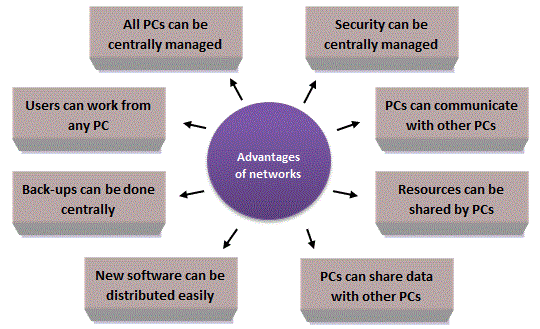 All PCs can be
centrally managed
Security can be
centrally managed
Users can work from
any PC
PCs can communicate
with other PCs
Advantages
of networks
Back-ups can be done
centrally
Resources can be
shared by PCs
New software can be
distributed easily
PCs can share data
with other PCs